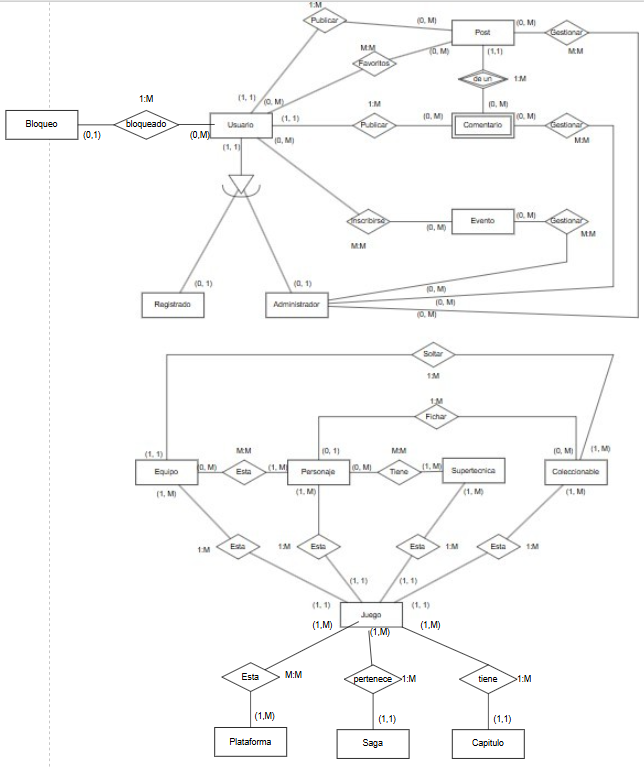 1:M
Publicar
(0, M)
Post
(0, M)
Gestionar
M:M
M:M
(0, M)
(1,1)
Favoritos
de un
1:M
1:M
(1, 1)
(0, M)
1:M
(0, M)
Bloqueo
(0,1)
bloqueado
(0,M)
Usuario
(1, 1)
Publicar
(0, M)
Comentario
(0, M)
Gestionar
M:M
(1, 1)
(0, M)
Inscribirse
M:M
(0, M)
Evento
(0, M)
Gestionar
M:M
(0, 1)
(0, 1)
Registrado
Administrador
(0, M)
(0, M)
(0, M)
Soltar
1:M
1:M
Fichar
(1, 1)
M:M
(0, 1)
M:M
(0, M)
(1, M)
Equipo
(0, M)
Esta
(1, M)
Personaje
(0, M)
Tiene
(1, M)
Supertecnica
Coleccionable
(1, M)
(1, M)
(1, M)
(1, M)
1:M
Esta
1:M
Esta
Esta
1:M
Esta
1:M
(1, 1)
(1, 1)
(1, 1)
Juego
(1, 1)
(1,M)
(1,M)
(1,M)
Esta
M:M
pertenece
1:M
tiene
1:M
(1,M)
(1,1)
(1,1)
Plataforma
Saga
Capitulo